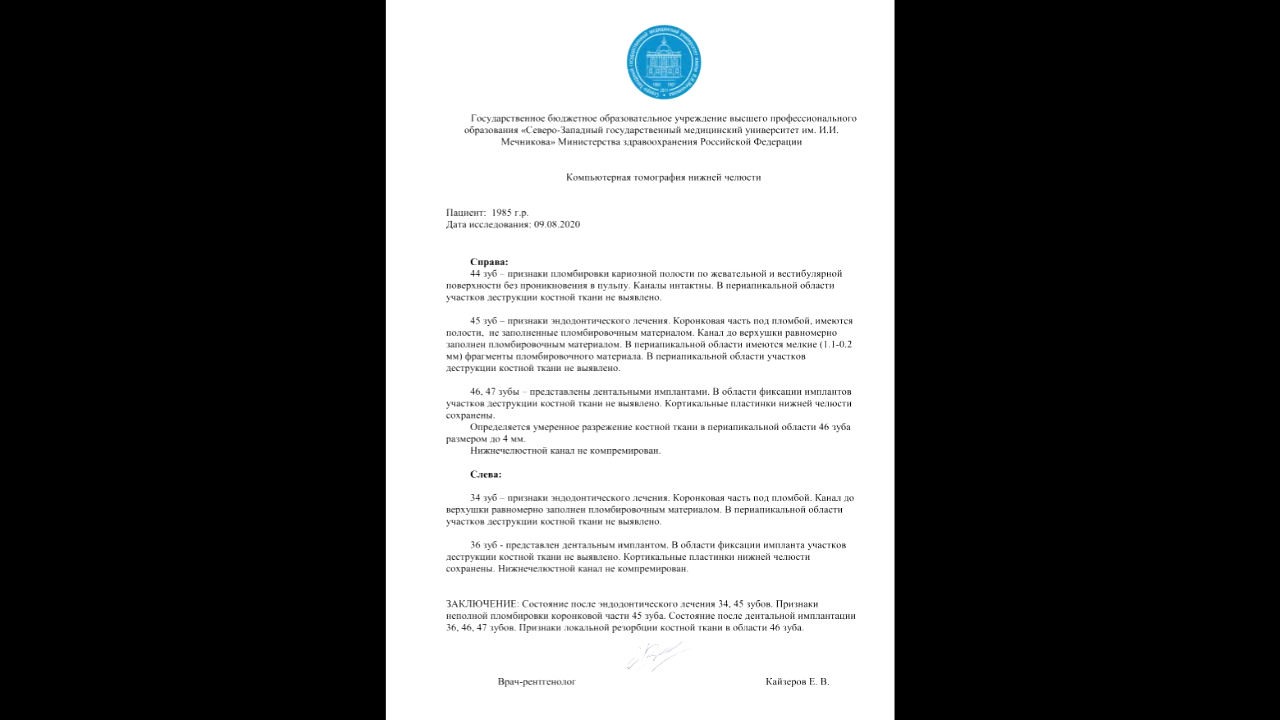 Государственное бюджетное образовательное учреждение высшего профессионального
образования «Северо-Западный государственный медицинский университет им. И.И.
Мечникова» Министерства здравоохранения Российской Федерации
Компьютерная томография нижней челюсти
Пациент: 1985 г.р.
Дата исследования: 09.08.2020
Справа:
44 зуб – признаки пломбировки кариозной полости по жевательной и вестибулярной
поверхности без проникновения в пульпу. Каналы интактны. В периапикальной области
участков деструкции костной ткани не выявлено.
45 зуб – признаки эндодонтического лечения. Коронковая часть под пломбой, имеются
полости, не заполненные пломбировочным материалом. Канал до верхушки равномерно
заполнен пломбировочным материалом. В периапикальной области имеются мелкие (1.1-0.2
мм) фрагменты пломбировочного материала. В периапикальной области участков
деструкции костной ткани не выявлено.
46, 47 зубы – представлены дентальными имплантами. В области фиксации имплантов
участков деструкции костной ткани не выявлено. Кортикальные пластинки нижней челюсти
сохранены.
Определяется умеренное разрежение костной ткани в периапикальной области 46 зуба
размером до 4 мм.
Нижнечелюстной канал не компремирован.
Слева:
34 зуб – признаки эндодонтического лечения. Коронковая часть под пломбой. Канал до
верхушки равномерно заполнен пломбировочным материалом. В периапикальной области
участков деструкции костной ткани не выявлено.
36 зуб - представлен дентальным имплантом. В области фиксации импланта участков
деструкции костной ткани не выявлено. Кортикальные пластинки нижней челюсти
сохранены. Нижнечелюстной канал не компремирован.
ЗАКЛЮЧЕНИЕ: Состояние после эндодонтического лечения 34, 45 зубов. Признаки
неполной пломбировки коронковой части 45 зуба. Состояние после дентальной имплантации
36, 46, 47 зубов. Признаки локальной резорбции костной ткани в области 46 зуба.
Врач-рентгенолог
Кайзеров Е. В.